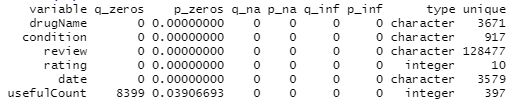 variable q_zeros p_zeros q_na p_na q_inf p_inf type unique
drugName 0 0.00000000 0 0 0 0 character 3671
condition 0 0.00000000 0 0 0 0 character 917
review 0 0.00000000 0 0 0 0 character 128477
rating 0 0.00000000 0 0 0 0 integer 10
date 0 0.00000000 0 0 0 0 character 3579
usefulCount 8399 0.03906693 0 0 0 0 integer 397